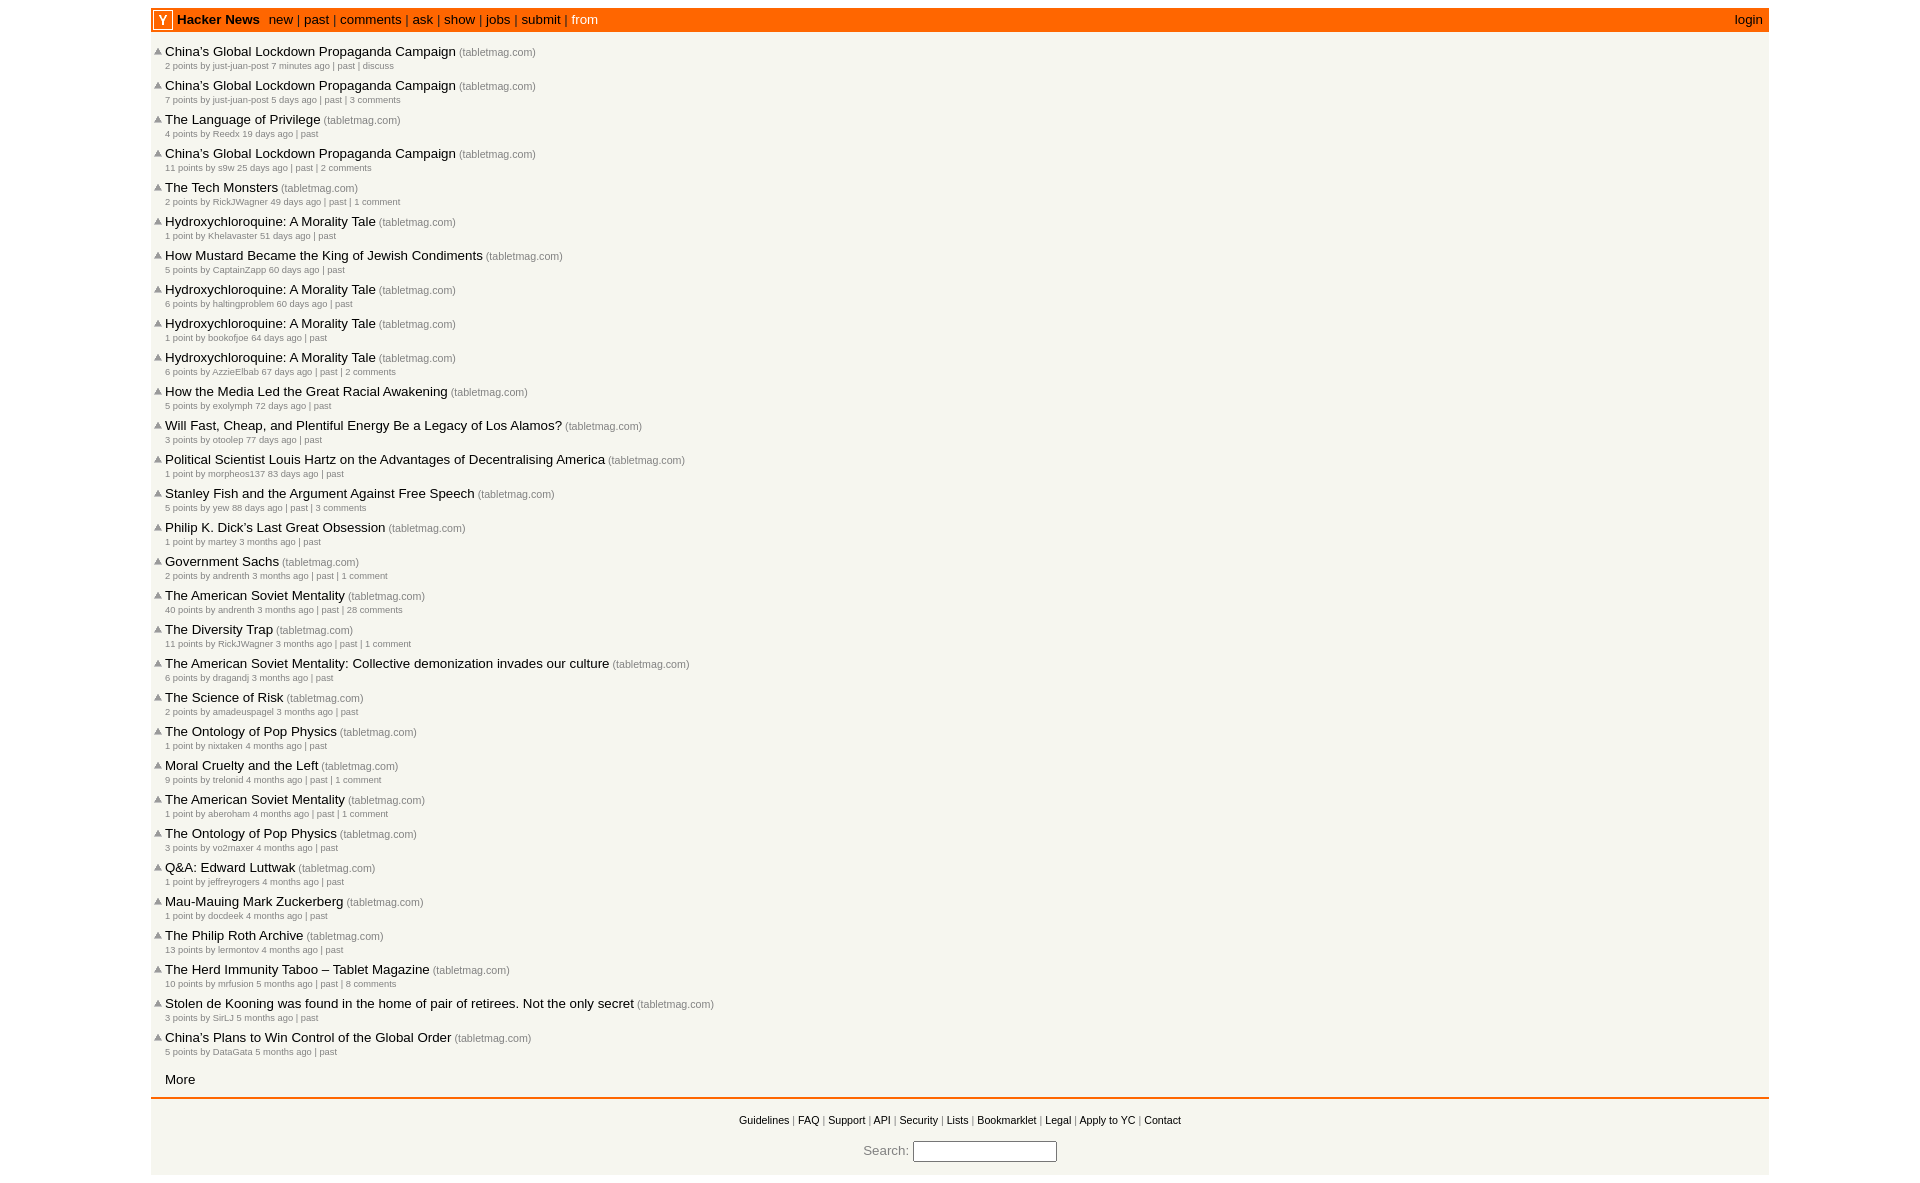 Y Hacker News new | past | comments | ask | show | jobs | submit | from login
China’s Global Lockdown Propaganda Campaign (tabletmag.com)
2 points by just-juan-post 7 minutes ago | past | discuss
China’s Global Lockdown Propaganda Campaign (tabletmag.com)
7 points by just-juan-post 5 days ago | past | 3 comments
The Language of Privilege (tabletmag.com)
4 points by Reedx 19 days ago | past
China’s Global Lockdown Propaganda Campaign (tabletmag.com)
11 points by s9w 25 days ago | past | 2 comments
The Tech Monsters (tabletmag.com)
2 points by RickJWagner 49 days ago | past | 1 comment
Hydroxychloroquine: A Morality Tale (tabletmag.com)
1 point by Khelavaster 51 days ago | past
How Mustard Became the King of Jewish Condiments (tabletmag.com)
5 points by CaptainZapp 60 days ago | past
Hydroxychloroquine: A Morality Tale (tabletmag.com)
6 points by haltingproblem 60 days ago | past
Hydroxychloroquine: A Morality Tale (tabletmag.com)
1 point by bookofjoe 64 days ago | past
Hydroxychloroquine: A Morality Tale (tabletmag.com)
6 points by AzzieElbab 67 days ago | past | 2 comments
How the Media Led the Great Racial Awakening (tabletmag.com)
5 points by exolymph 72 days ago | past
Will Fast, Cheap, and Plentiful Energy Be a Legacy of Los Alamos? (tabletmag.com)
3 points by otoolep 77 days ago | past
Political Scientist Louis Hartz on the Advantages of Decentralising America (tabletmag.com)
1 point by morpheos137 83 days ago | past
Stanley Fish and the Argument Against Free Speech (tabletmag.com)
5 points by yew 88 days ago | past | 3 comments
Philip K. Dick’s Last Great Obsession (tabletmag.com)
1 point by martey 3 months ago | past
Government Sachs (tabletmag.com)
2 points by andrenth 3 months ago | past | 1 comment
The American Soviet Mentality (tabletmag.com)
40 points by andrenth 3 months ago | past | 28 comments
The Diversity Trap (tabletmag.com)
11 points by RickJWagner 3 months ago | past | 1 comment
The American Soviet Mentality: Collective demonization invades our culture (tabletmag.com)
6 points by dragandj 3 months ago | past
The Science of Risk (tabletmag.com)
2 points by amadeuspagel 3 months ago | past
The Ontology of Pop Physics (tabletmag.com)
1 point by nixtaken 4 months ago | past
Moral Cruelty and the Left (tabletmag.com)
9 points by trelonid 4 months ago | past | 1 comment
The American Soviet Mentality (tabletmag.com)
1 point by aberoham 4 months ago | past | 1 comment
The Ontology of Pop Physics (tabletmag.com)
3 points by vo2maxer 4 months ago | past
Q&A: Edward Luttwak (tabletmag.com)
1 point by jeffreyrogers 4 months ago | past
Mau-Mauing Mark Zuckerberg (tabletmag.com)
1 point by docdeek 4 months ago | past
The Philip Roth Archive (tabletmag.com)
13 points by lermontov 4 months ago | past
The Herd Immunity Taboo – Tablet Magazine (tabletmag.com)
10 points by mrfusion 5 months ago | past | 8 comments
Stolen de Kooning was found in the home of pair of retirees. Not the only secret (tabletmag.com)
3 points by SirLJ 5 months ago | past
China’s Plans to Win Control of the Global Order (tabletmag.com)
5 points by DataGata 5 months ago | past
More
Guidelines | FAQ | Support | API | Security | Lists | Bookmarklet | Legal | Apply to YC | Contact
Search: